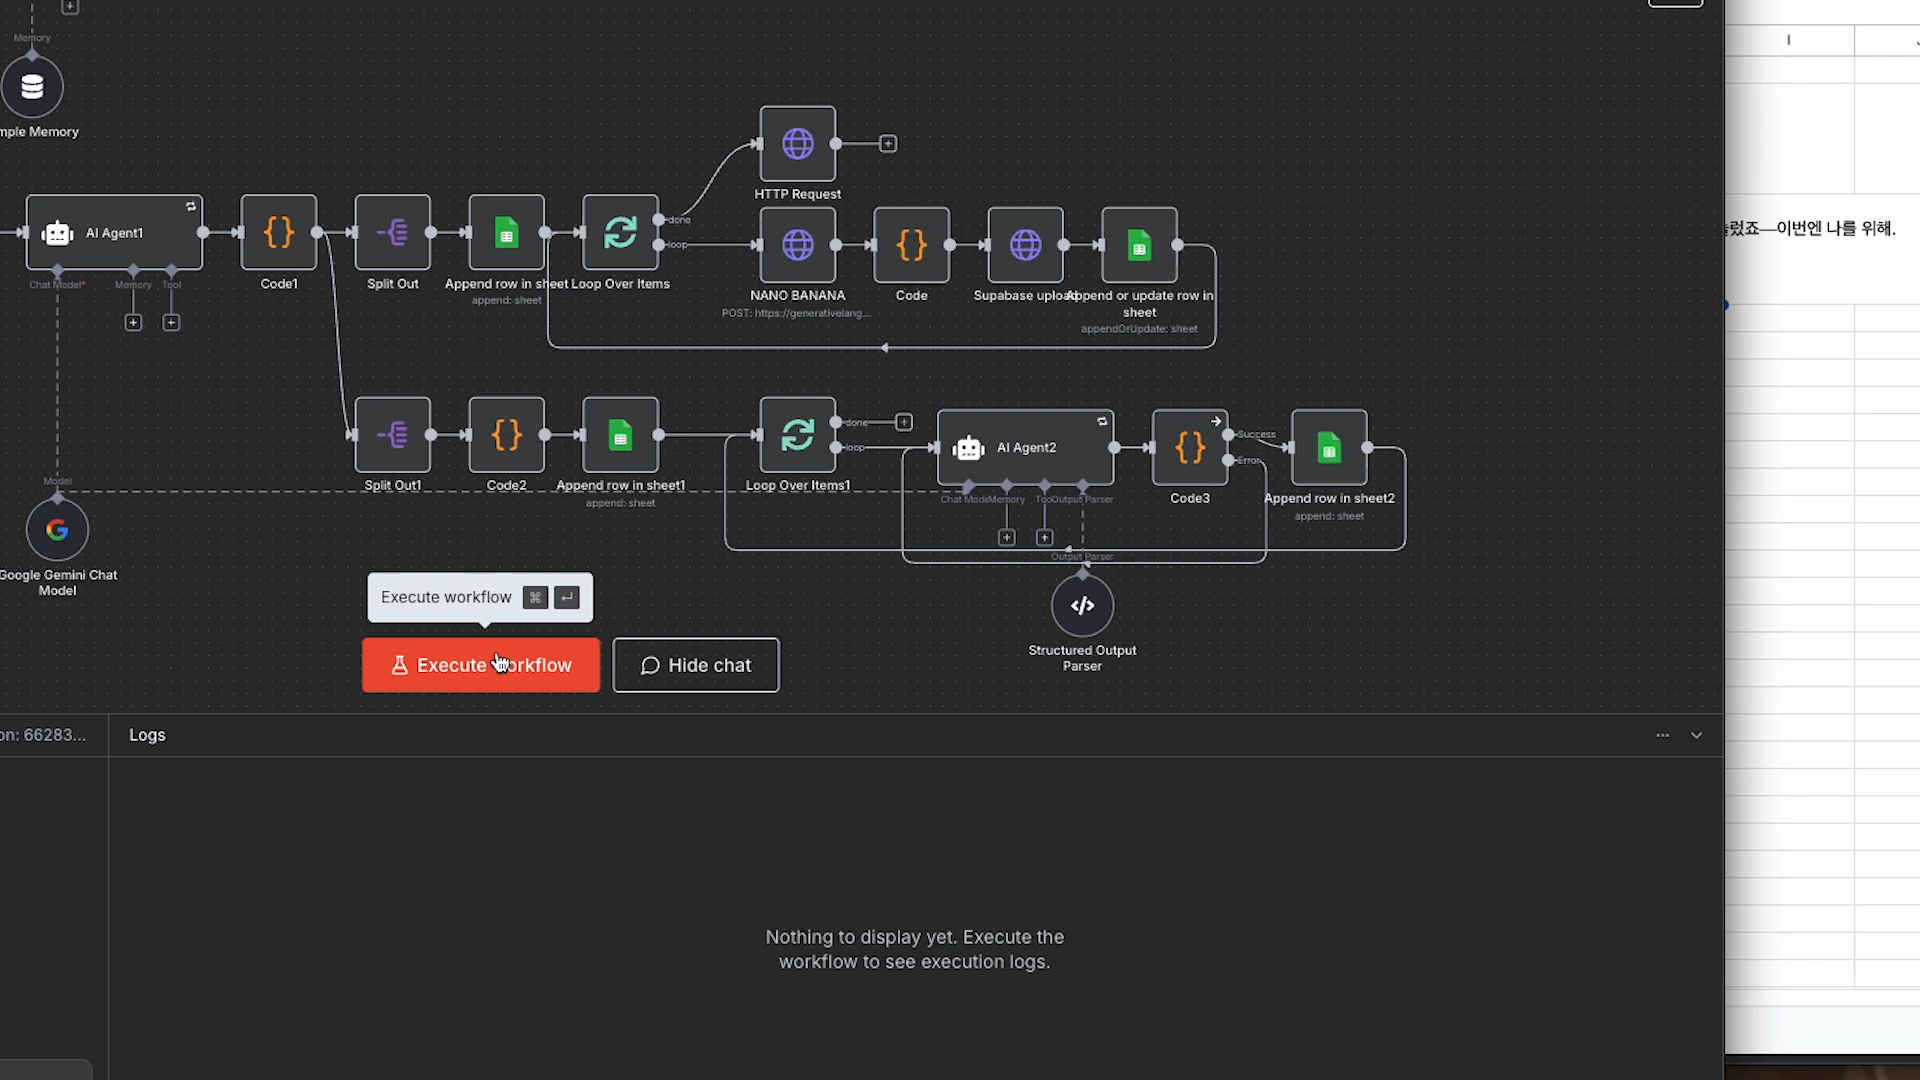 Memory
mple Memory
I
HTTP Request
AI Agent1
done
loop
Chat Model*
Memory
Tool
Code1
Split Out
Append row in sheet
append: sheet
Loop Over Items
NANO BANANA
POST: https://generativelang...
Code
Supabase upload
Append or update row in
sheet
appendOrUpdate: sheet
렀죠—이번엔 나를 위해.
done
loop
AI Agent2
Success
Error
Model
Split Out1
Code2
Append row in sheet1
append: sheet
Loop Over Items1
Chat Mode
Memory
Too
Output Parser
Code3
Append row in sheet2
append: sheet
Output Parser
Google Gemini Chat
Model
Execute workflow ⌘ ↵
Execute workflow
Hide chat
Structured Output
Parser
on: 66283...
Logs
Nothing to display yet. Execute the
workflow to see execution logs.